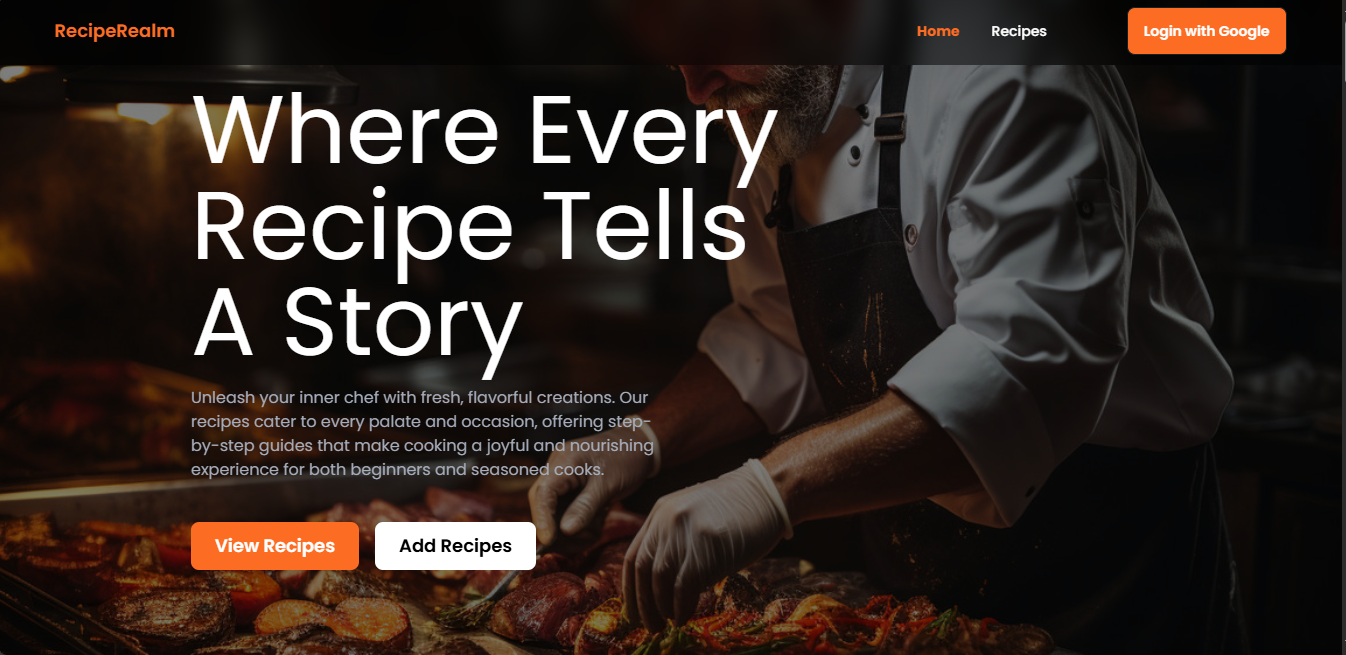 RecipeRealm
Home
Recipes
Login with Google
Where Every
Recipe Tells
A Story
Unleash your inner chef with fresh, flavorful creations. Our
recipes cater to every palate and occasion, offering step-
by-step guides that make cooking a joyful and nourishing
experience for both beginners and seasoned cooks.
View Recipes
Add Recipes